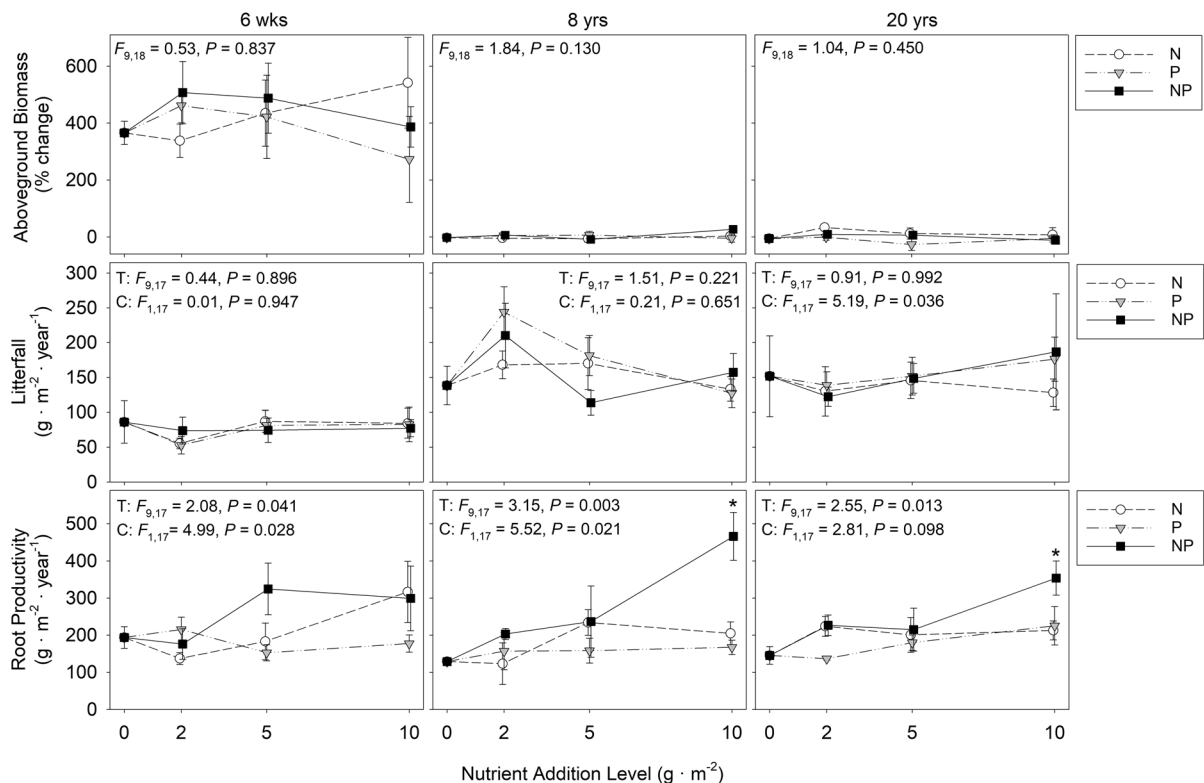 6 wks
8 yrs
20 yrs
Aboveground Biomass
(% change)
600
400
200
0
F9,18 = 0.53, P = 0.837
F9,18 = 1.84, P = 0.130
F9,18 = 1.04, P = 0.450
N
P
NP
Litterfall
(g · m-2 · year-1)
300
250
200
150
100
50
0
T: F9,17 = 0.44, P = 0.896
C: F1,17 = 0.01, P = 0.947
T: F9,17 = 1.51, P = 0.221
C: F1,17 = 0.21, P = 0.651
T: F9,17 = 0.91, P = 0.992
C: F1,17 = 5.19, P = 0.036
N
P
NP
Root Productivity
(g · m-2 · year-1)
500
400
300
200
100
0
T: F9,17 = 2.08, P = 0.041
C: F1,17= 4.99, P = 0.028
T: F9,17 = 3.15, P = 0.003
C: F1,17 = 5.52, P = 0.021
*
T: F9,17 = 2.55, P = 0.013
C: F1,17 = 2.81, P = 0.098
*
N
P
NP
0 2 5 10
0 2 5 10
0 2 5 10
Nutrient Addition Level (g · m-2)